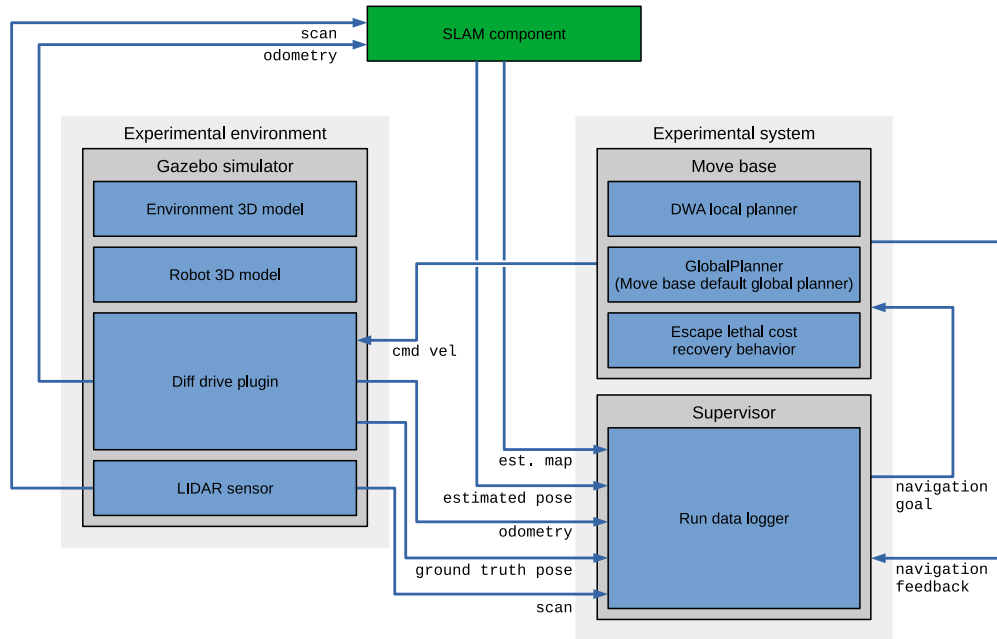 SLAM component
scan
odometry
Experimental environment
Gazebo simulator
Environment 3D model
Robot 3D model
Diff drive plugin
LIDAR sensor
Experimental system
Move base
DWA local planner
GlobalPlanner
(Move base default global planner)
Escape lethal cost
recovery behavior
cmd vel
Supervisor
Run data logger
est. map
estimated pose
odometry
ground truth pose
scan
navigation
goal
navigation
feedback